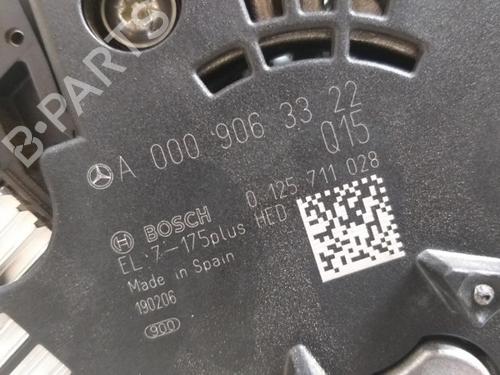 B-PARTS
A 000 906 33 22
Q15
BOSCH 0 125 711 028
EL 7-175plus HED
Made in Spain
190206
900